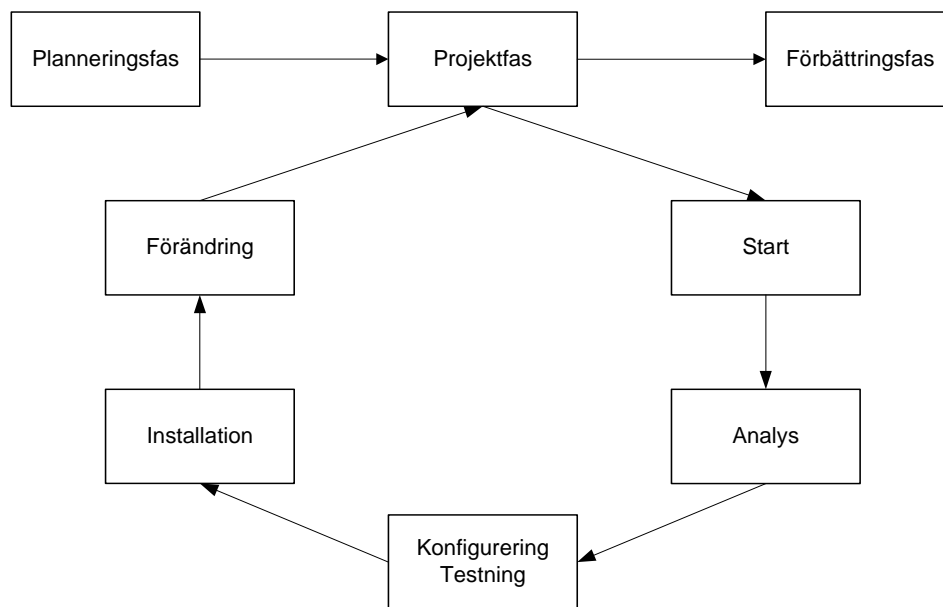 Planneringsfas
Projektfas
Förbättringsfas
Förändring
Start
Installation
Analys
Konfigurering
Testning